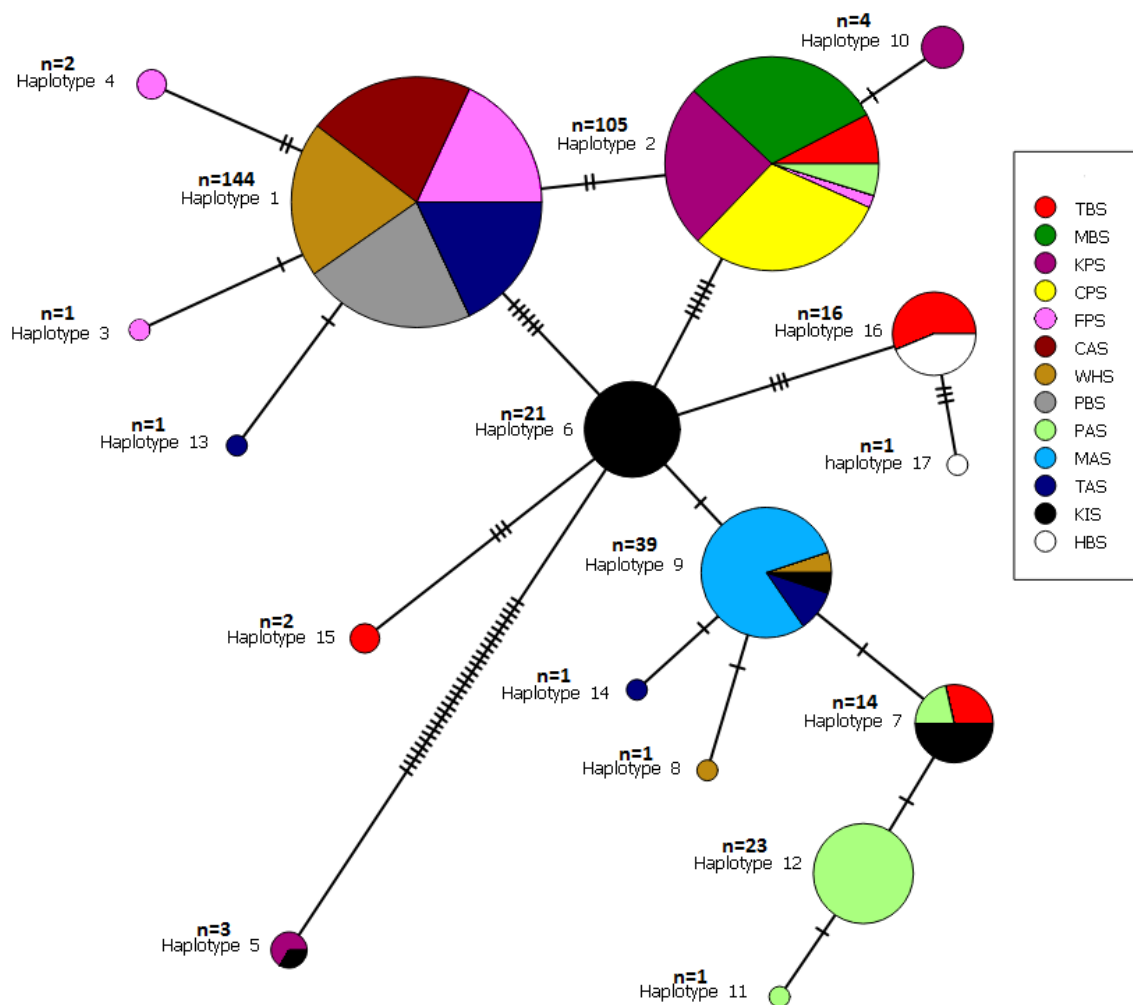 n=4
Haplotype 10
n=2
Haplotype 4
n=105
Haplotype 2
n=144
Haplotype 1
n=16
Haplotype 16
n=1
Haplotype 3
n=21
Haplotype 6
n=1
Haplotype 13
n=1
haplotype 17
n=39
Haplotype 9
n=2
Haplotype 15
n=1
Haplotype 14
n=14
Haplotype 7
n=1
Haplotype 8
n=23
Haplotype 12
n=3
Haplotype 5
n=1
Haplotype 11
TBS
MBS
KPS
CPS
FPS
CAS
WHS
PBS
PAS
MAS
TAS
KIS
HBS